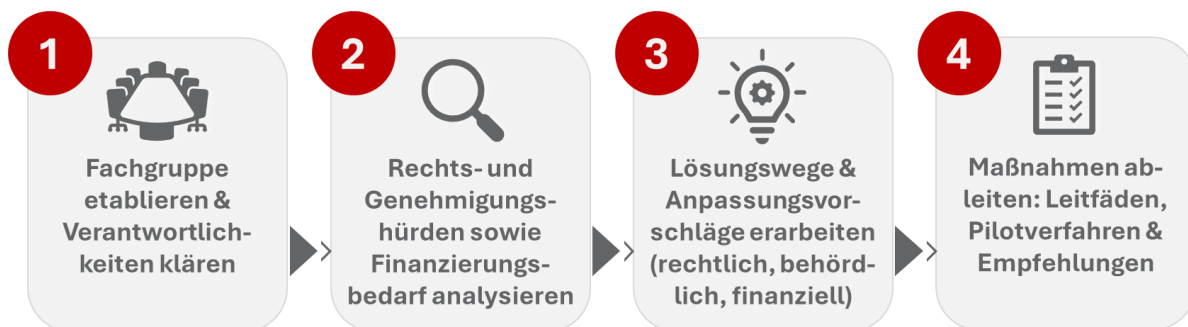 1
Fachgruppe
etablieren &
Verantwortlich-
keiten klären
2
Rechts- und
Genehmigungs-
hürden sowie
Finanzierungs-
bedarf analysieren
3
Lösungswege &
Anpassungsvor-
schläge erarbeiten
(rechtlich, behörd-
lich, finanziell)
4
Maßnahmen ab-
leiten: Leitfäden,
Pilotverfahren &
Empfehlungen